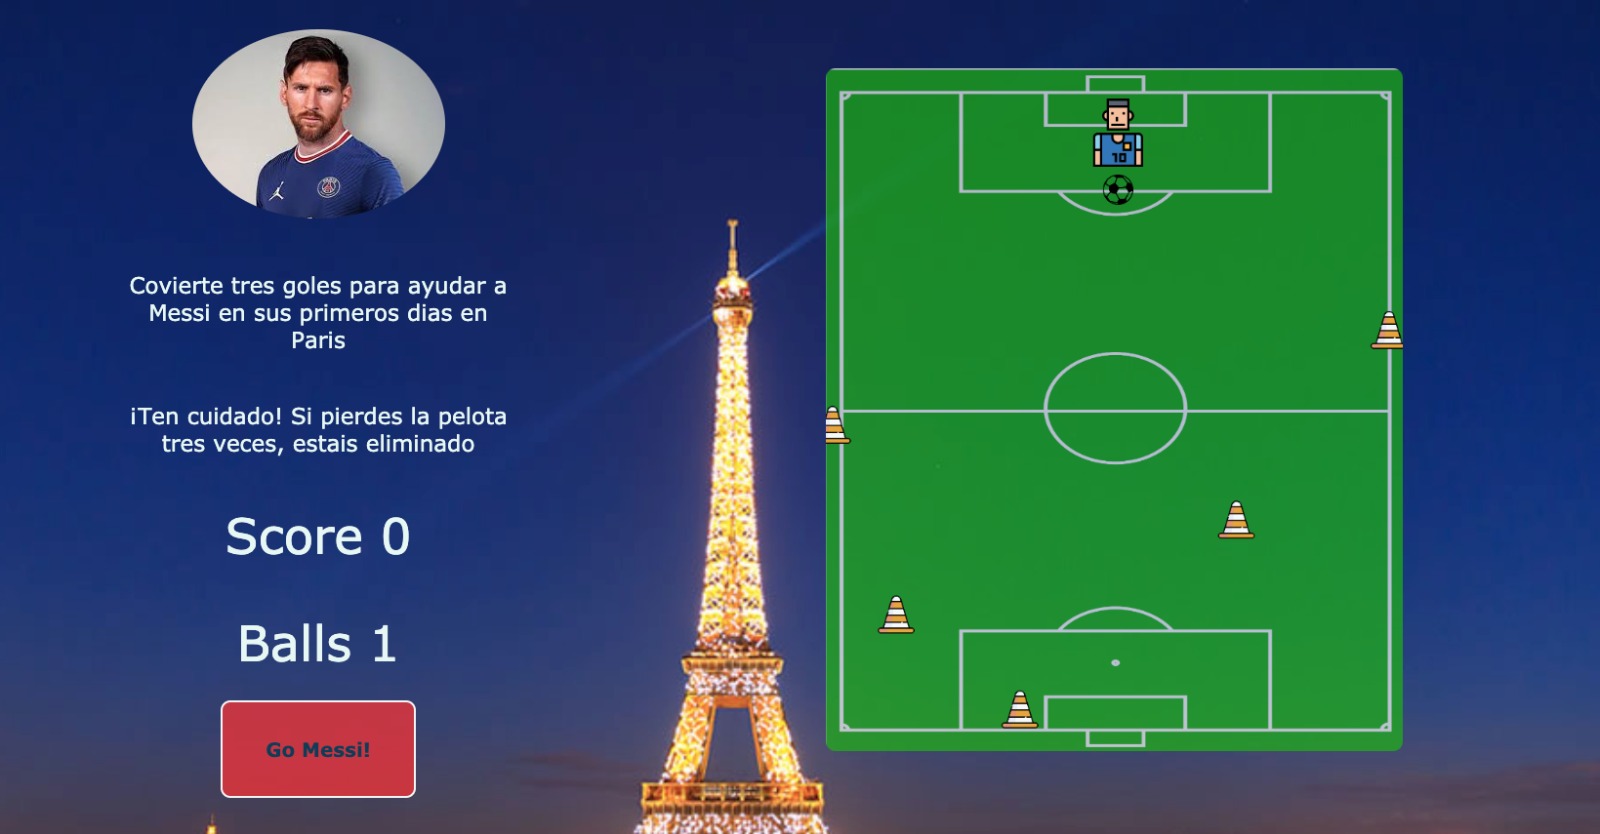 Covierte tres goles para ayudar a
Messi en sus primeros dias en
Paris
¡Ten cuidado! Si pierdes la pelota
tres veces, estais eliminado
Score 0
Balls 1
Go Messi!
10